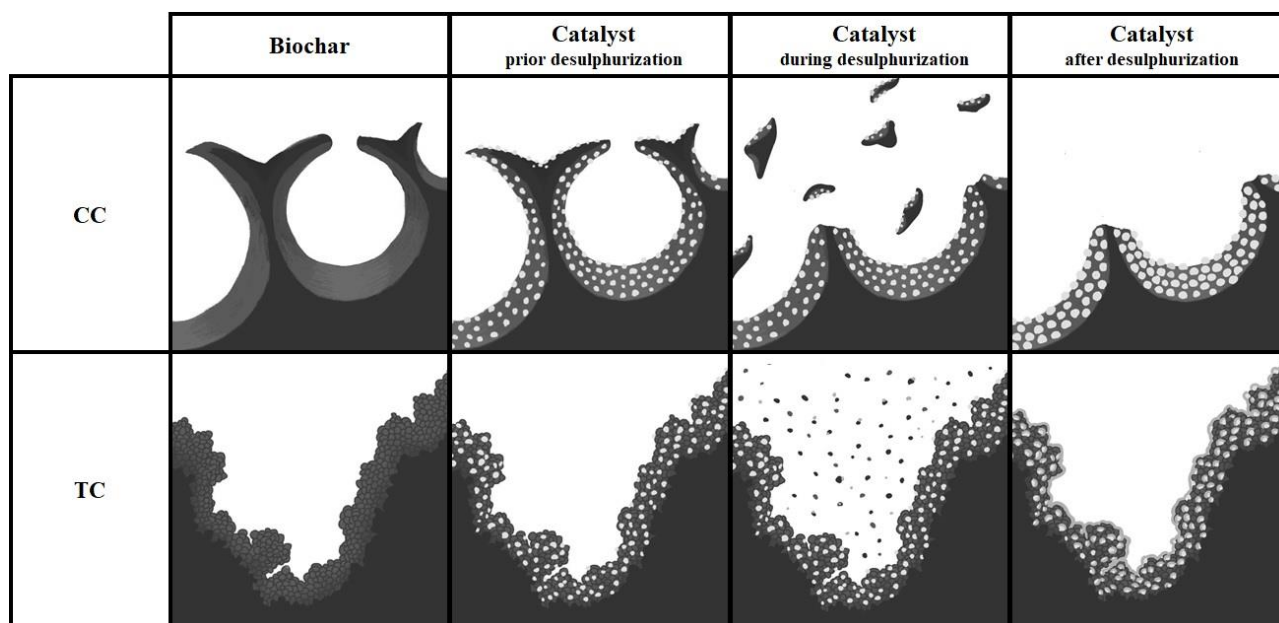 Biochar
Catalyst
prior desulphurization
Catalyst
during desulphurization
Catalyst
after desulphurization
CC
TC